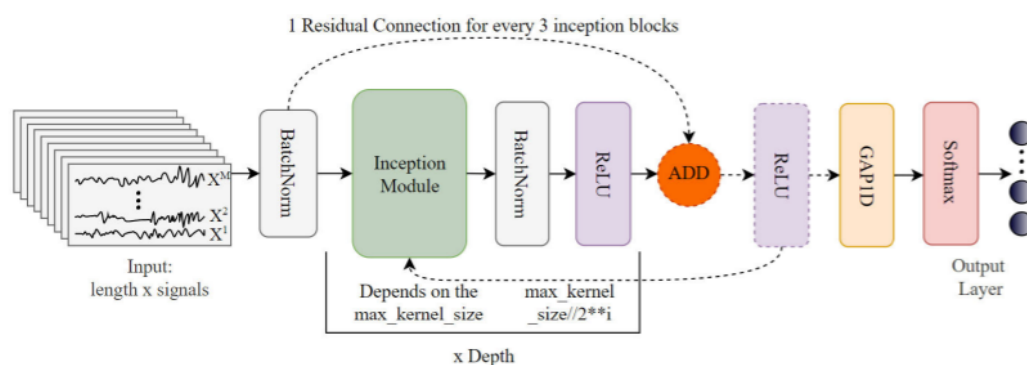 1 Residual Connection for every 3 inception blocks
X^M
X^2
X^1
Input:
length x signals
BatchNorm
Inception
Module
BatchNorm
ReLU
ADD
ReLU
GAP1D
Softmax
Output
Layer
Depends on the
max_kernel_size
max_kernel
_size//2**i
x Depth